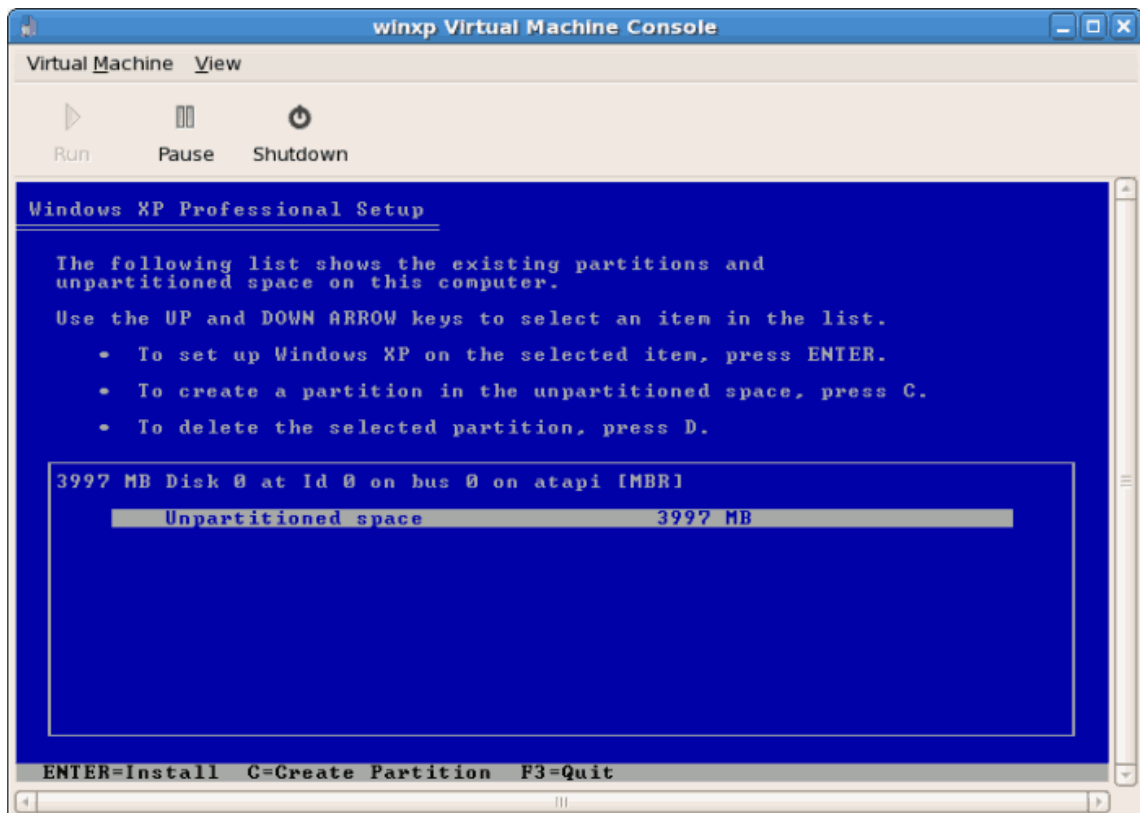 winxp Virtual Machine Console
Virtual Machine View
Run Pause Shutdown
Windows XP Professional Setup
The following list shows the existing partitions and
unpartitioned space on this computer.
Use the UP and DOWN ARROW keys to select an item in the list.
• To set up Windows XP on the selected item, press ENTER.
• To create a partition in the unpartitioned space, press C.
• To delete the selected partition, press D.
3997 MB Disk 0 at Id 0 on bus 0 on atapi [MBR]
Unpartitioned space 3997 MB
ENTER=Install C=Create Partition F3=Quit